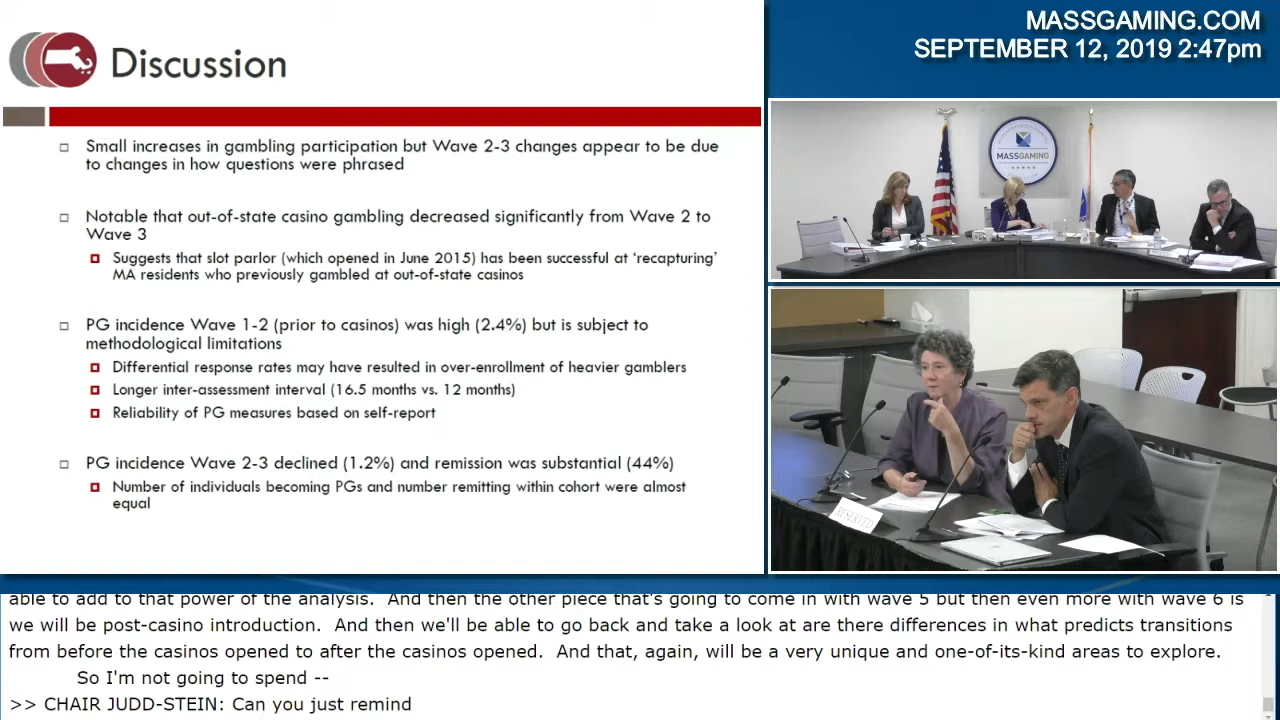 MASSGAMING.COM
SEPTEMBER 12, 2019 2:47pm
Discussion
Small increases in gambling participation but Wave 2-3 changes appear to be due
to changes in how questions were phrased
Notable that out-of-state casino gambling decreased significantly from Wave 2 to
Wave 3
Suggests that slot parlor (which opened in June 2015) has been successful at ‘recapturing’
MA residents who previously gambled at out-of-state casinos
PG incidence Wave 1-2 (prior to casinos) was high (2.4%) but is subject to
methodological limitations
Differential response rates may have resulted in over-enrollment of heavier gamblers
Longer inter-assessment interval (16.5 months vs. 12 months)
Reliability of PG measures based on self-report
PG incidence Wave 2-3 declined (1.2%) and remission was substantial (44%)
Number of individuals becoming PGs and number remitting within cohort were almost
equal
MASSGAMING
RESERVED
able to add to that power of the analysis.  And then the other piece that's going to come in with wave 5 but then even more with wave 6 is
we will be post-casino introduction.  And then we'll be able to go back and take a look at are there differences in what predicts transitions
from before the casinos opened to after the casinos opened.  And that, again, will be a very unique and one-of-its-kind areas to explore.
So I'm not going to spend --
>> CHAIR JUDD-STEIN: Can you just remind